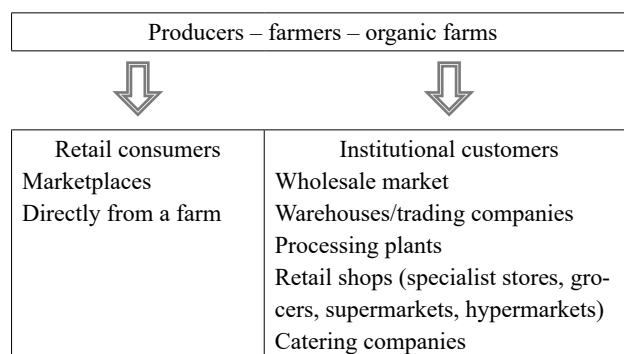 Producers – farmers – organic farms
Retail consumers
Marketplaces
Directly from a farm
Institutional customers
Wholesale market
Warehouses/trading companies
Processing plants
Retail shops (specialist stores, gro-
cers, supermarkets, hypermarkets)
Catering companies